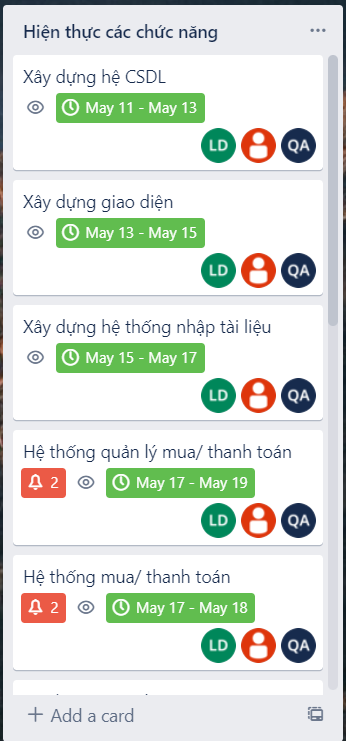 Hiện thực các chức năng
Xây dựng hệ CSDL
May 11 - May 13
LD QA
Xây dựng giao diện
May 13 - May 15
LD QA
Xây dựng hệ thống nhập tài liệu
May 15 - May 17
LD QA
Hệ thống quản lý mua/ thanh toán
2 May 17 - May 19
LD QA
Hệ thống mua/ thanh toán
2 May 17 - May 18
LD QA
+ Add a card